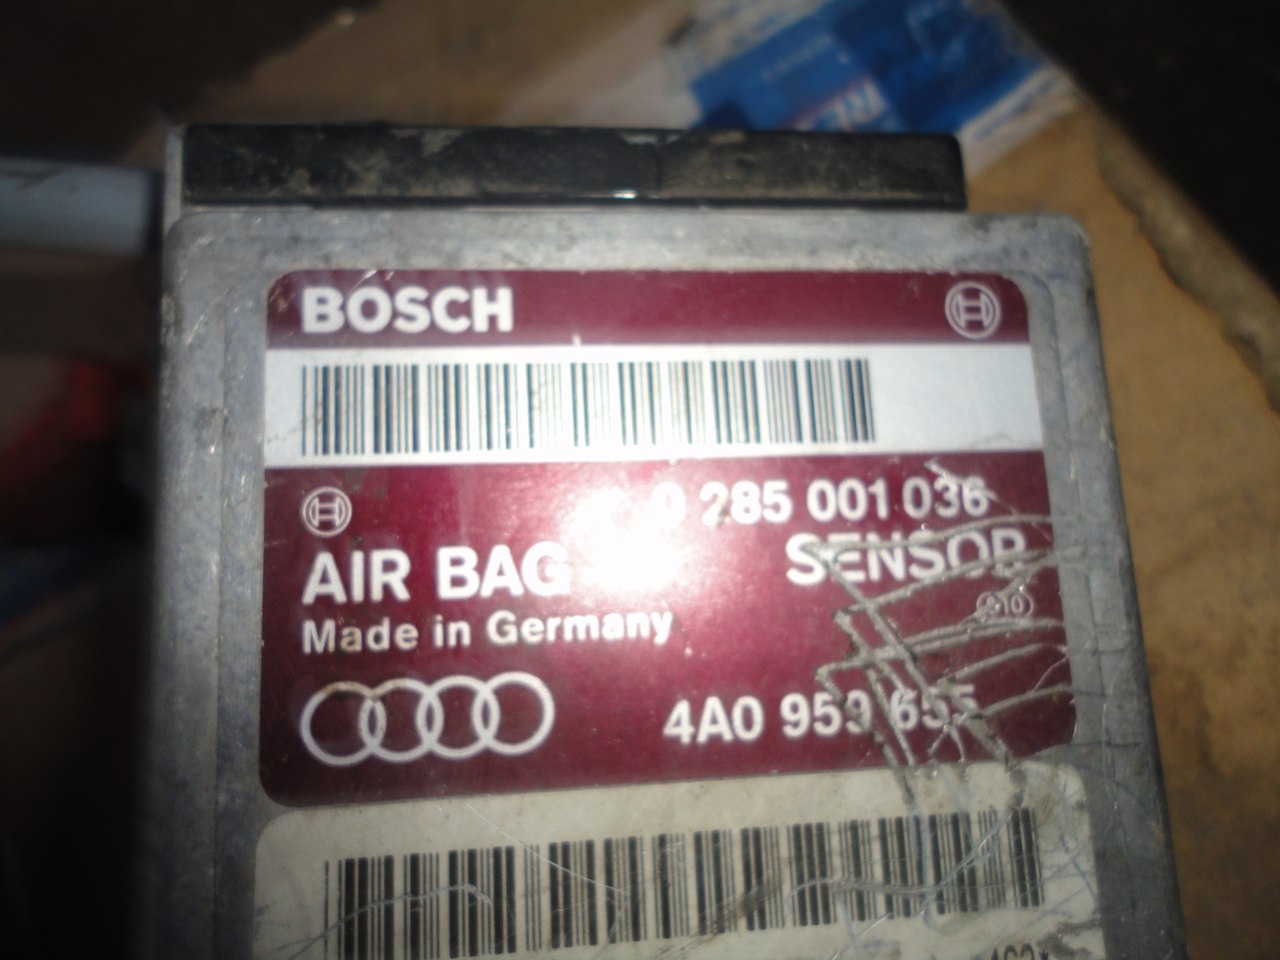 BOSCH
0 285 001 036
AIR BAG SENSOR
Made in Germany
4A0 959 655